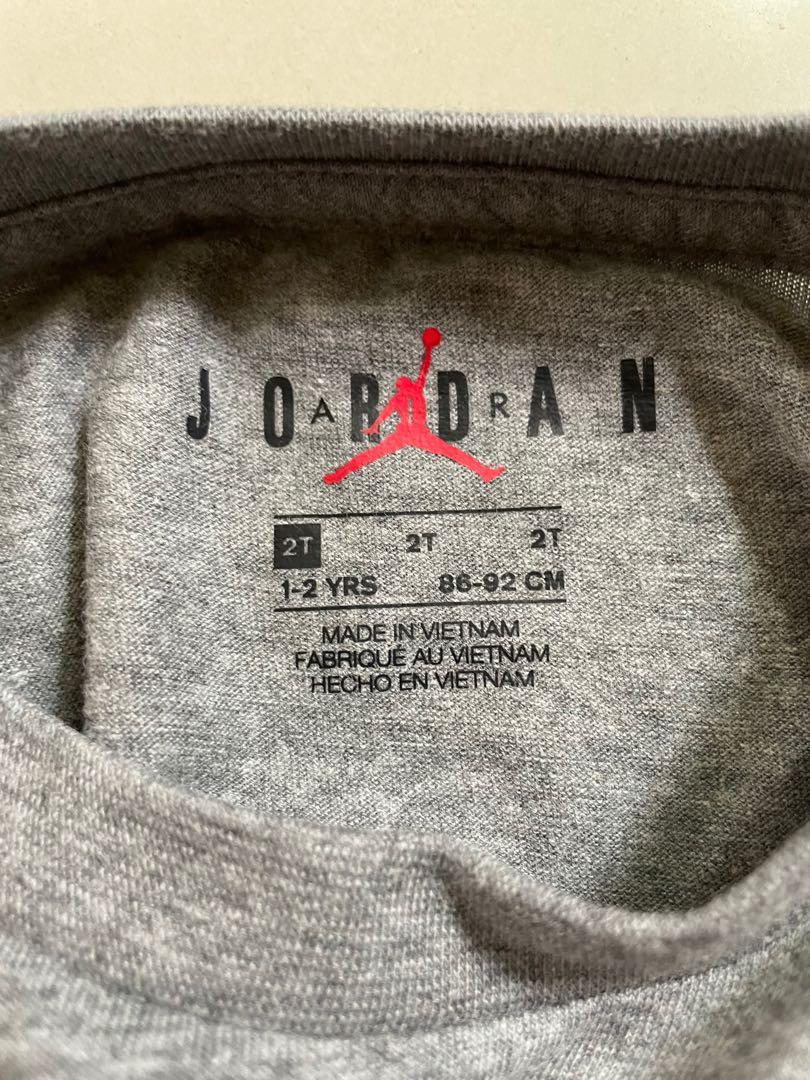 JORDAN
AIR
2T 2T 2T
1-2 YRS 86-92 CM
MADE IN VIETNAM
FABRIQUÉ AU VIETNAM
HECHO EN VIETNAM